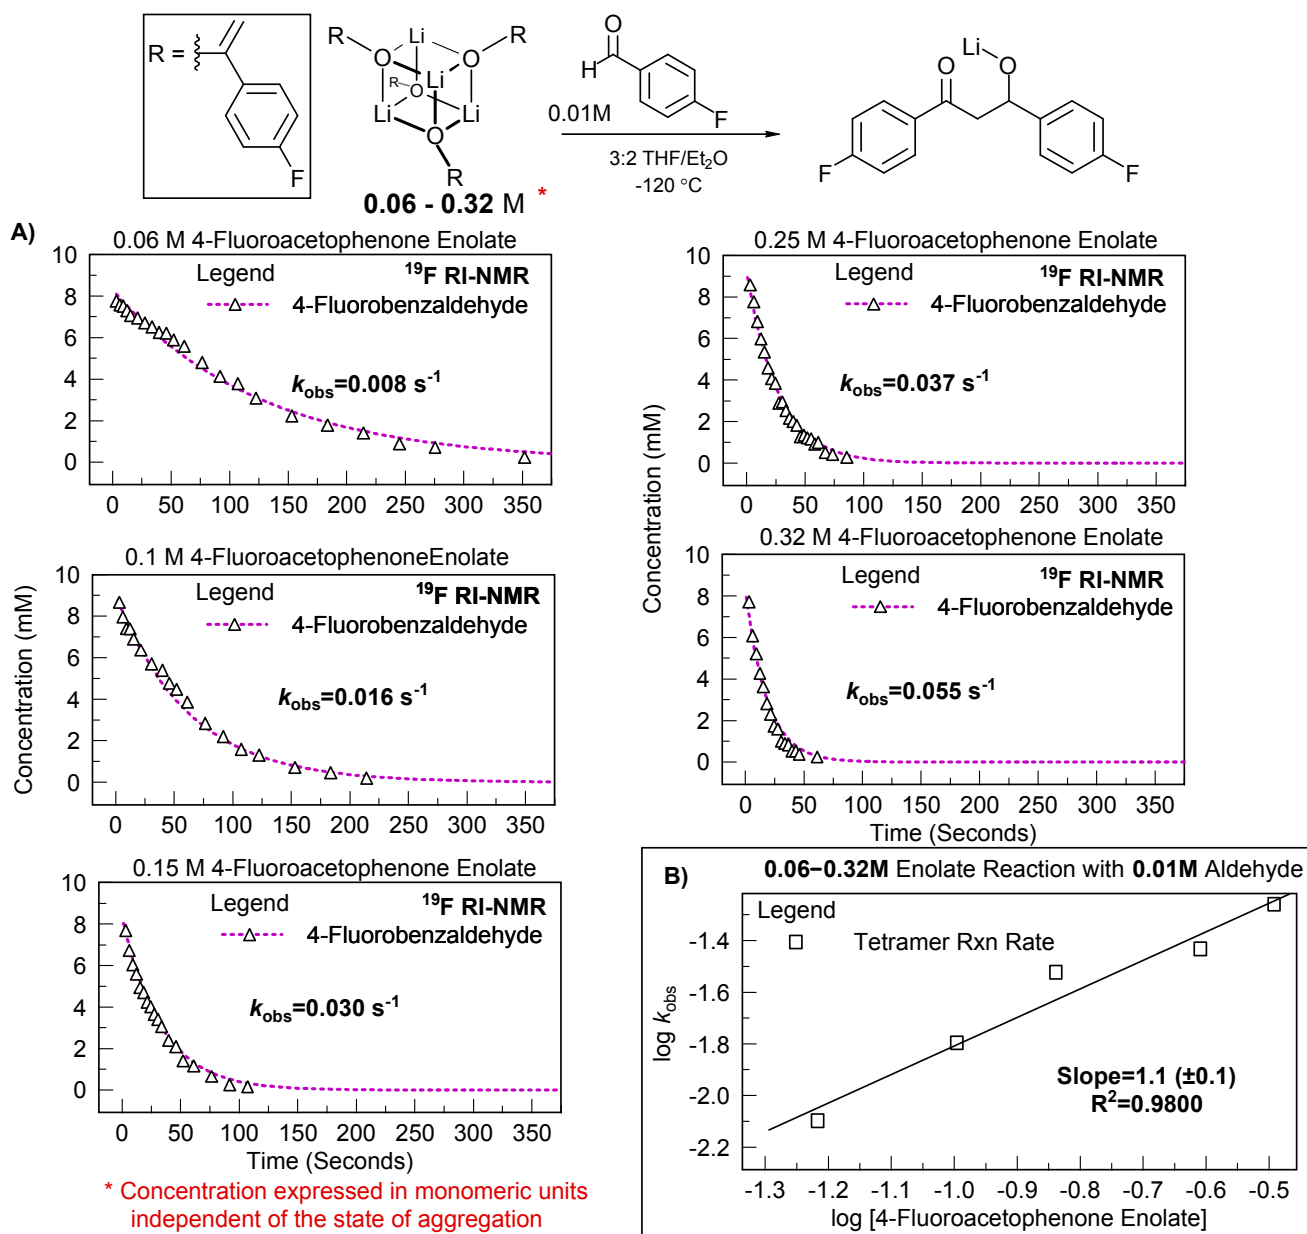 R =
F
R
Li
R
O
O
Li
R
O
Li
Li
O
R
0.06 - 0.32 M *
O
H
F
0.01M
3:2 THF/Et2O
-120 °C
Li
O
O
F
F
A)
0.06 M 4-Fluoroacetophenone Enolate
Legend
19F RI-NMR
4-Fluorobenzaldehyde
kobs=0.008 s-1
10
8
6
4
2
0
0 50 100 150 200 250 300 350
0.1 M 4-FluoroacetophenoneEnolate
Legend
19F RI-NMR
4-Fluorobenzaldehyde
kobs=0.016 s-1
10
8
6
4
2
0
0 50 100 150 200 250 300 350
Concentration (mM)
0.15 M 4-Fluoroacetophenone Enolate
Legend
19F RI-NMR
4-Fluorobenzaldehyde
kobs=0.030 s-1
10
8
6
4
2
0
0 50 100 150 200 250 300 350
Time (Seconds)
* Concentration expressed in monomeric units
independent of the state of aggregation
0.25 M 4-Fluoroacetophenone Enolate
Legend
19F RI-NMR
4-Fluorobenzaldehyde
kobs=0.037 s-1
10
8
6
4
2
0
0 50 100 150 200 250 300 350
Concentration (mM)
0.32 M 4-Fluoroacetophenone Enolate
Legend
19F RI-NMR
4-Fluorobenzaldehyde
kobs=0.055 s-1
10
8
6
4
2
0
0 50 100 150 200 250 300 350
Time (Seconds)
B)
0.06–0.32M Enolate Reaction with 0.01M Aldehyde
Legend
Tetramer Rxn Rate
Slope=1.1 (±0.1)
R2=0.9800
log kobs
-1.4
-1.6
-1.8
-2.0
-2.2
-1.3 -1.2 -1.1 -1.0 -0.9 -0.8 -0.7 -0.6 -0.5
log [4-Fluoroacetophenone Enolate]